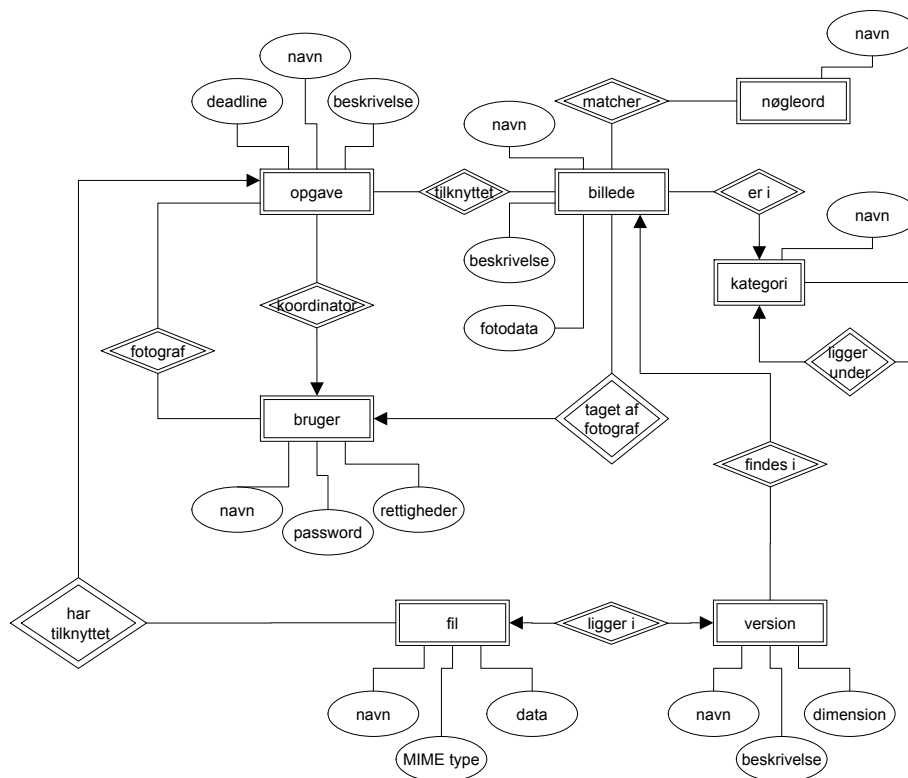 navn
navn
deadline
beskrivelse
matcher
nøgleord
navn
opgave
tilknyttet
billede
er i
navn
beskrivelse
kategori
koordinator
fotodata
fotograf
ligger
under
bruger
taget af
fotograf
findes i
navn
password
rettigheder
har
tilknyttet
fil
ligger i
version
navn
data
navn
dimension
MIME type
beskrivelse